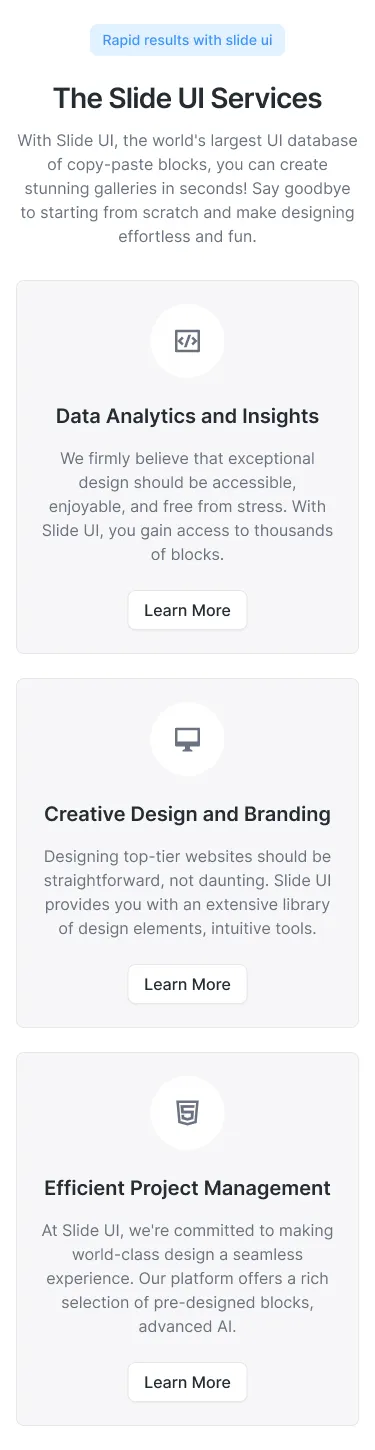 Rapid results with slide ui
The Slide UI Services
With Slide UI, the world's largest UI database
of copy-paste blocks, you can create
stunning galleries in seconds! Say goodbye
to starting from scratch and make designing
effortless and fun.
Data Analytics and Insights
We firmly believe that exceptional
design should be accessible,
enjoyable, and free from stress. With
Slide UI, you gain access to thousands
of blocks.
Learn More
Creative Design and Branding
Designing top-tier websites should be
straightforward, not daunting. Slide UI
provides you with an extensive library
of design elements, intuitive tools.
Learn More
Efficient Project Management
At Slide UI, we're committed to making
world-class design a seamless
experience. Our platform offers a rich
selection of pre-designed blocks,
advanced AI.
Learn More